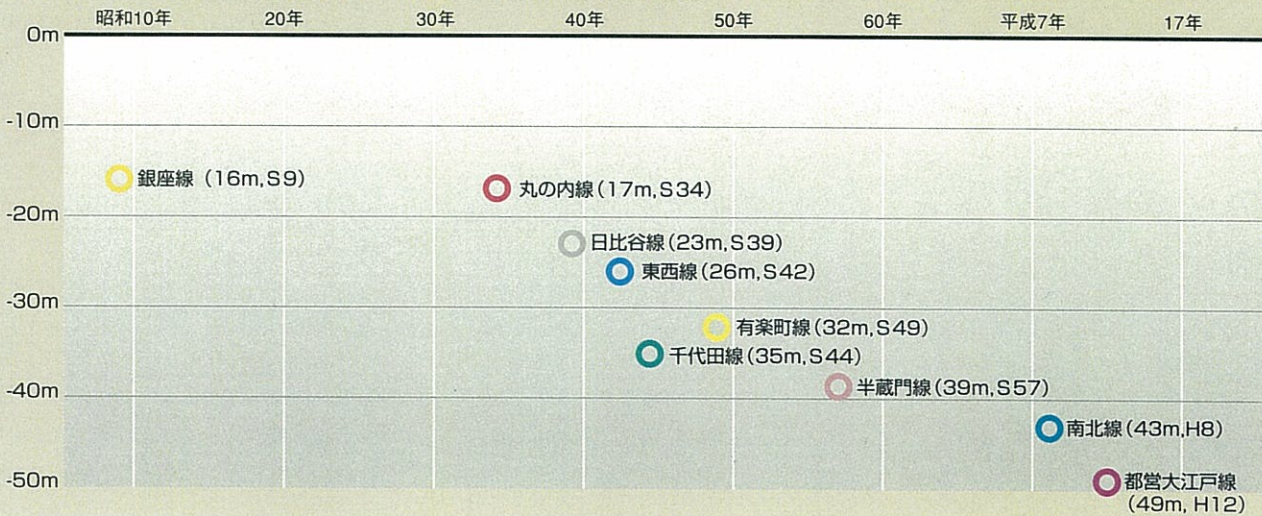 昭和10年 20年 30年 40年 50年 60年 平成7年 17年
0m
-10m
銀座線 (16m,S9)
丸の内線(17m,S34)
-20m
日比谷線(23m,S39)
東西線(26m,S42)
-30m
有楽町線(32m,S49)
千代田線(35m,S44)
-40m
半蔵門線(39m,S57)
南北線(43m,H8)
-50m
都営大江戸線
(49m, H12)